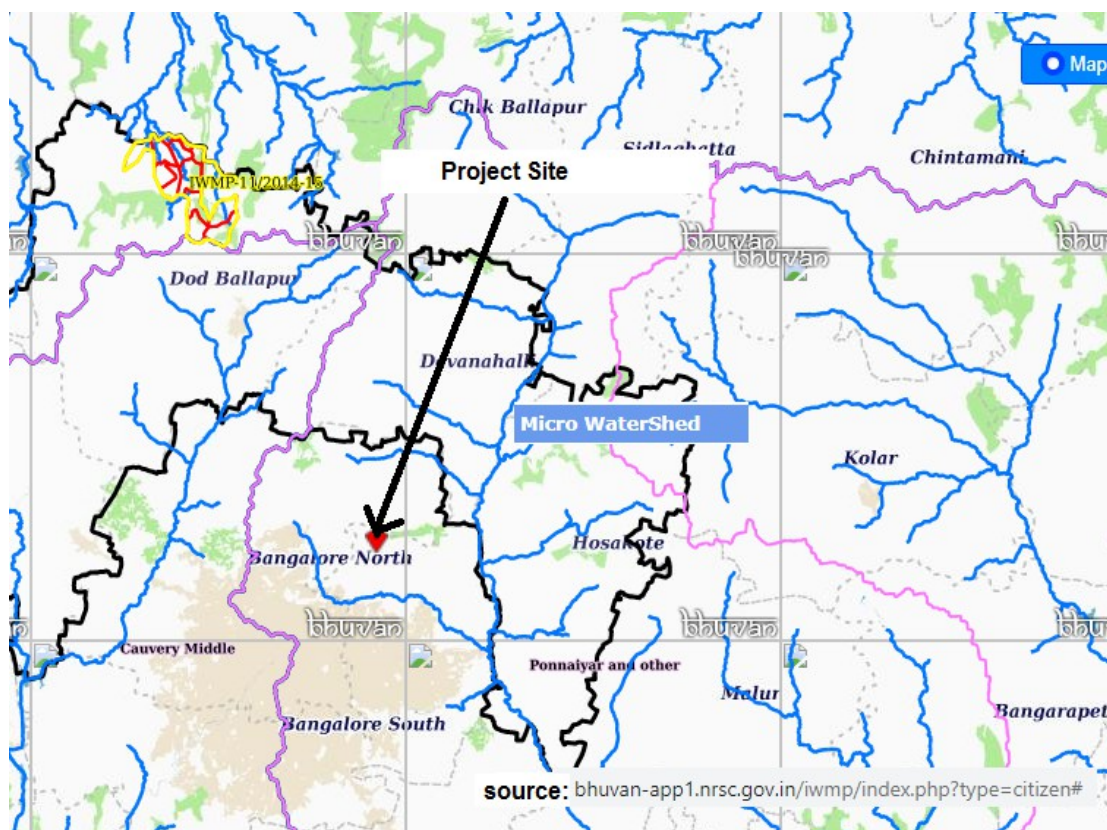 Map
Chik Ballapur
Sidlaghatta
Chintamani
Project Site
IWMP-11/2014-15
bhuvan
bhuvan
bhuvan
Dod Ballapur
Devanahalli
Micro WaterShed
Kolar
Hosakote
Bangalore North
bhuvan
bhuvan
Cauvery Middle
Ponnaiyar and other
Malur
Bangalore South
Bangarapet
source: bhuvan-app1.nrsc.gov.in/iwmp/index.php?type=citizen#